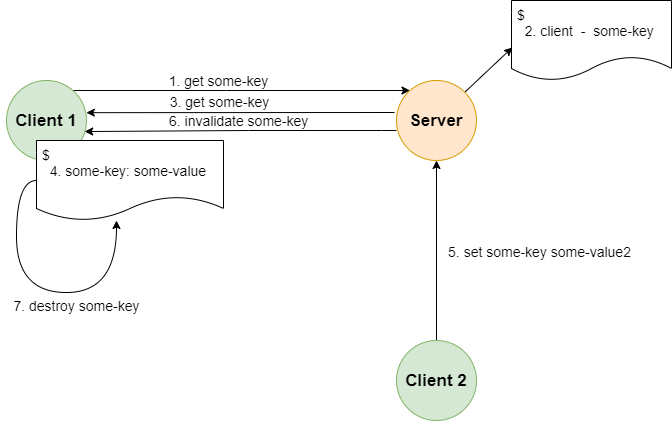 $
2. client - some-key
1. get some-key
3. get some-key
6. invalidate some-key
Client 1
Server
$
4. some-key: some-value
5. set some-key some-value2
7. destroy some-key
Client 2